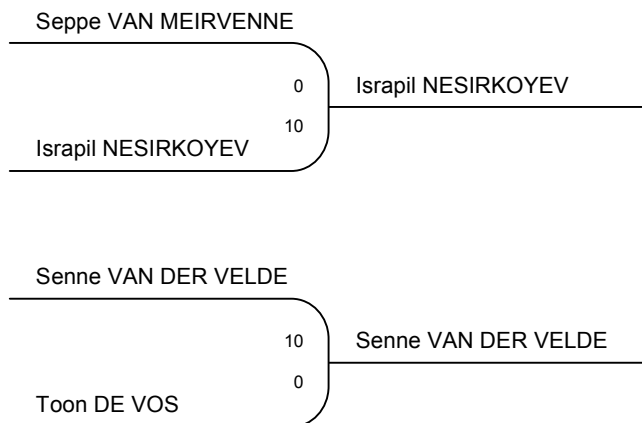 Seppe VAN MEIRVENNE
0
Israpil NESIRKOYEV
10
Israpil NESIRKOYEV
Senne VAN DER VELDE
10
Senne VAN DER VELDE
0
Toon DE VOS